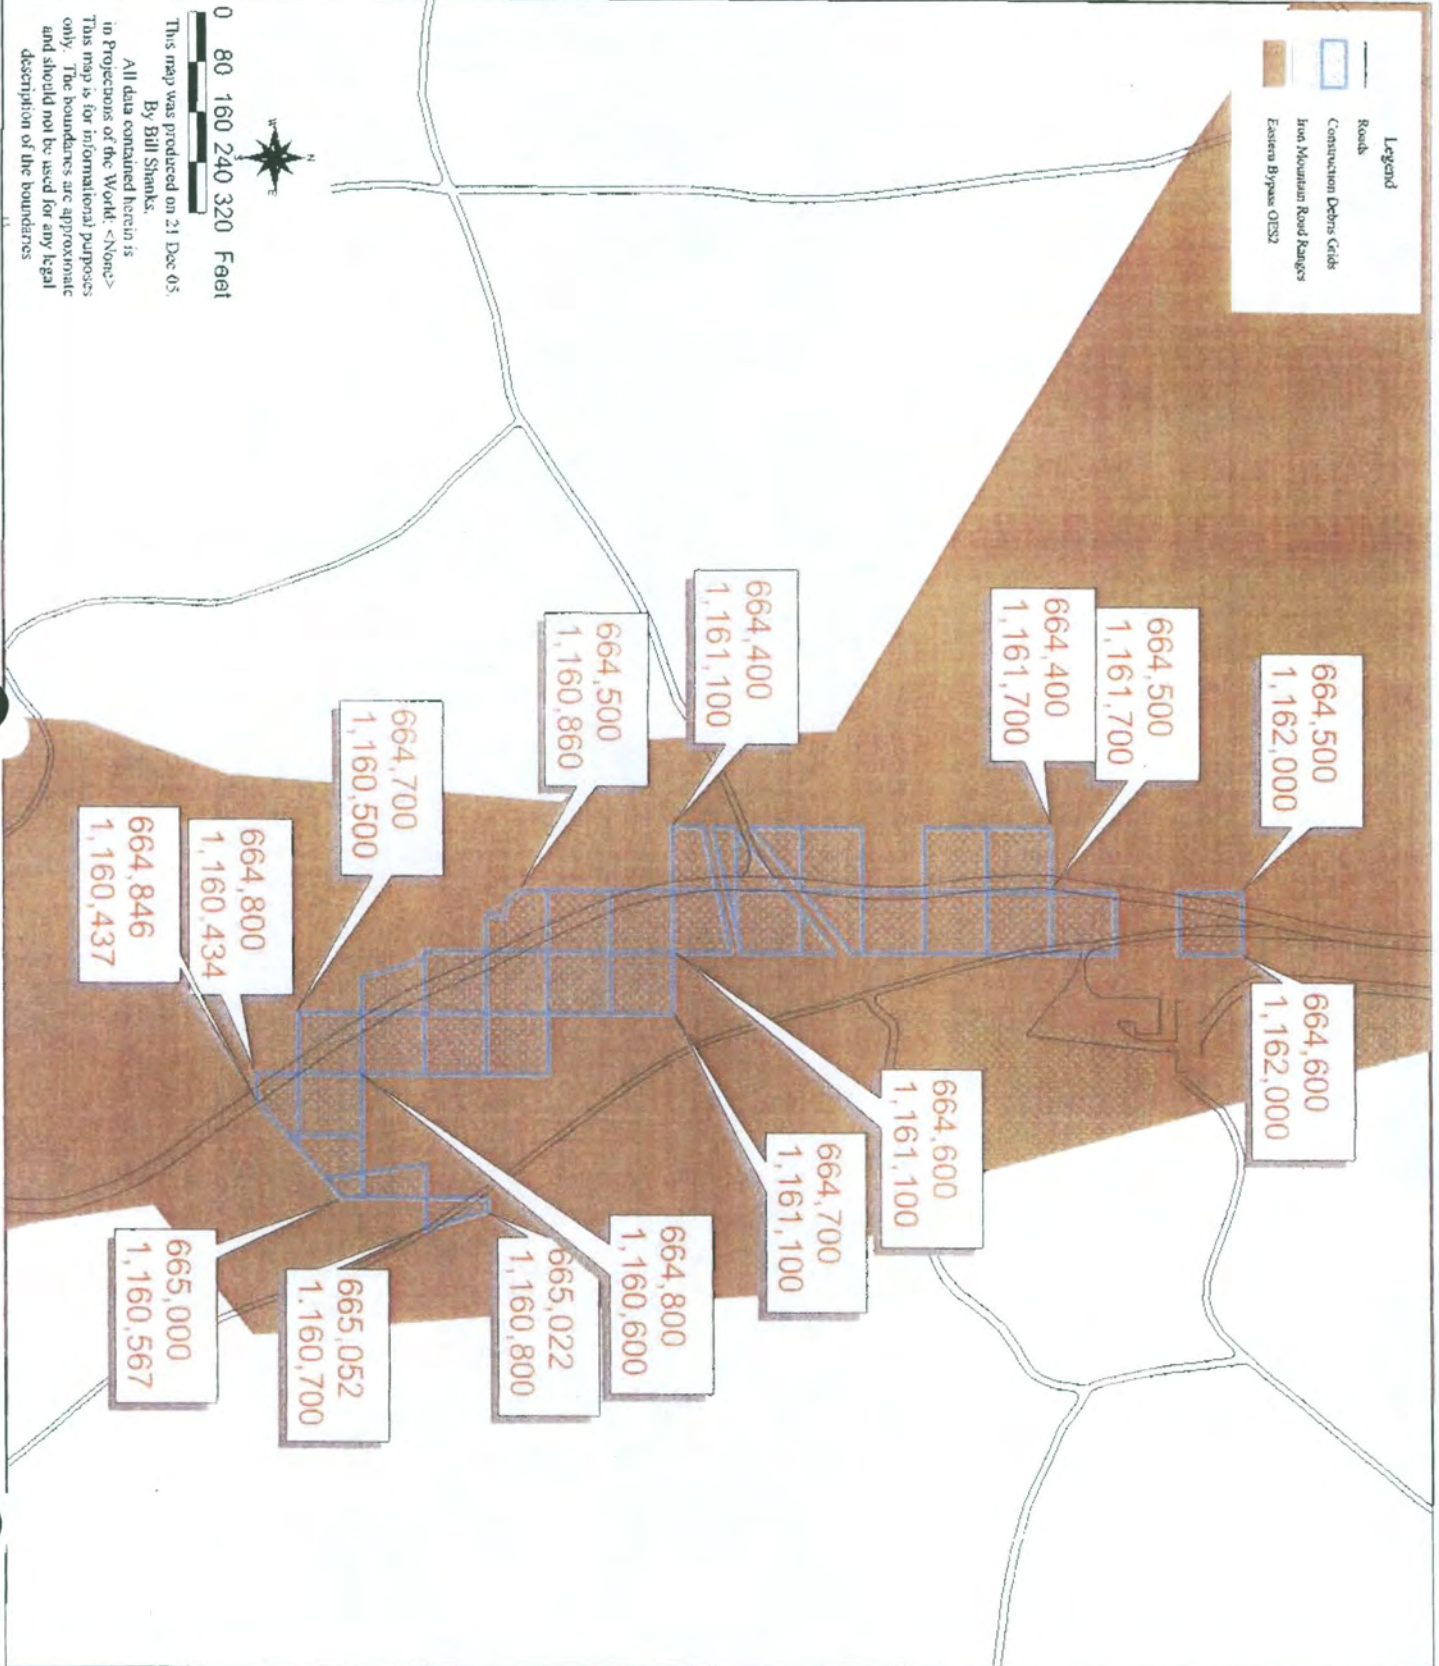 Legend
Roads
Construction Debris Grids
Iron Mountain Road Ranges
Eastern Bypass OES2
664,500
1,162,000
664,500
1,161,700
664,400
1,161,700
664,400
1,161,100
664,500
1,160,860
664,700
1,160,500
664,800
1,160,434
664,846
1,160,437
664,600
1,162,000
664,600
1,161,100
664,700
1,161,100
664,800
1,160,600
665,022
1,160,800
665,052
1,160,700
665,000
1,160,567
N
W
E
S
0 80 160 240 320 Feet
This map was produced on 21 Dec 05.
By Bill Shanks.
All data contained herein is
in Projections of the World: <None>
This map is for informational purposes
only. The boundaries are approximate
and should not be used for any legal
description of the boundaries